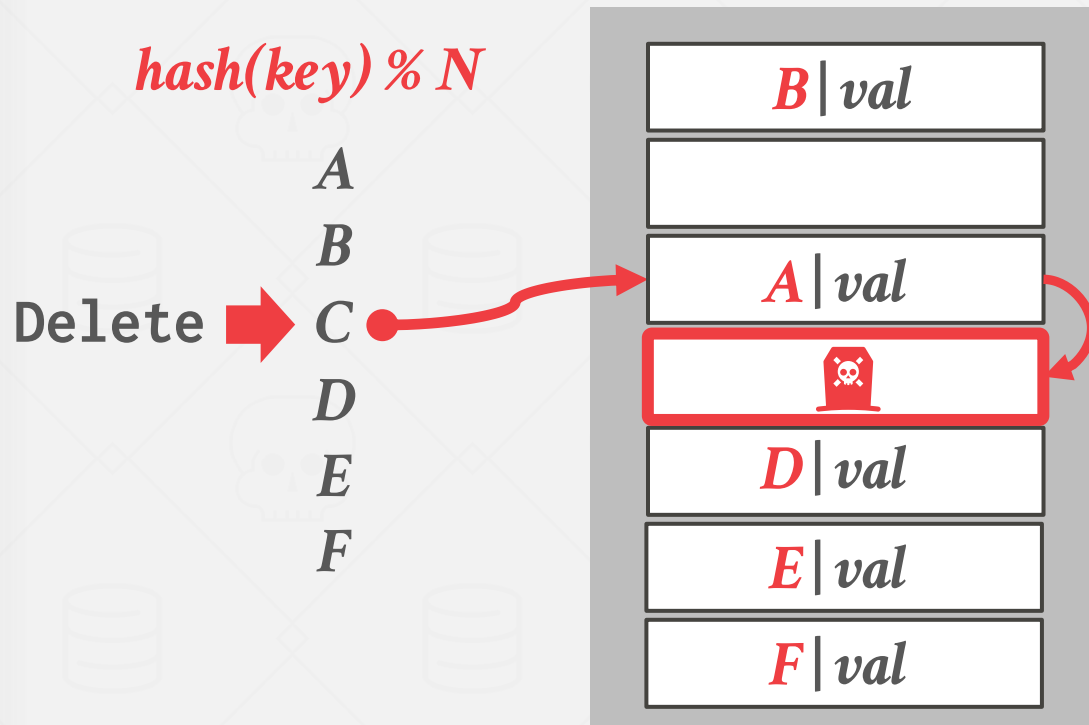 hash(key) % N
A
B
Delete C
D
E
F
B|val
A|val
D|val
E|val
F|val